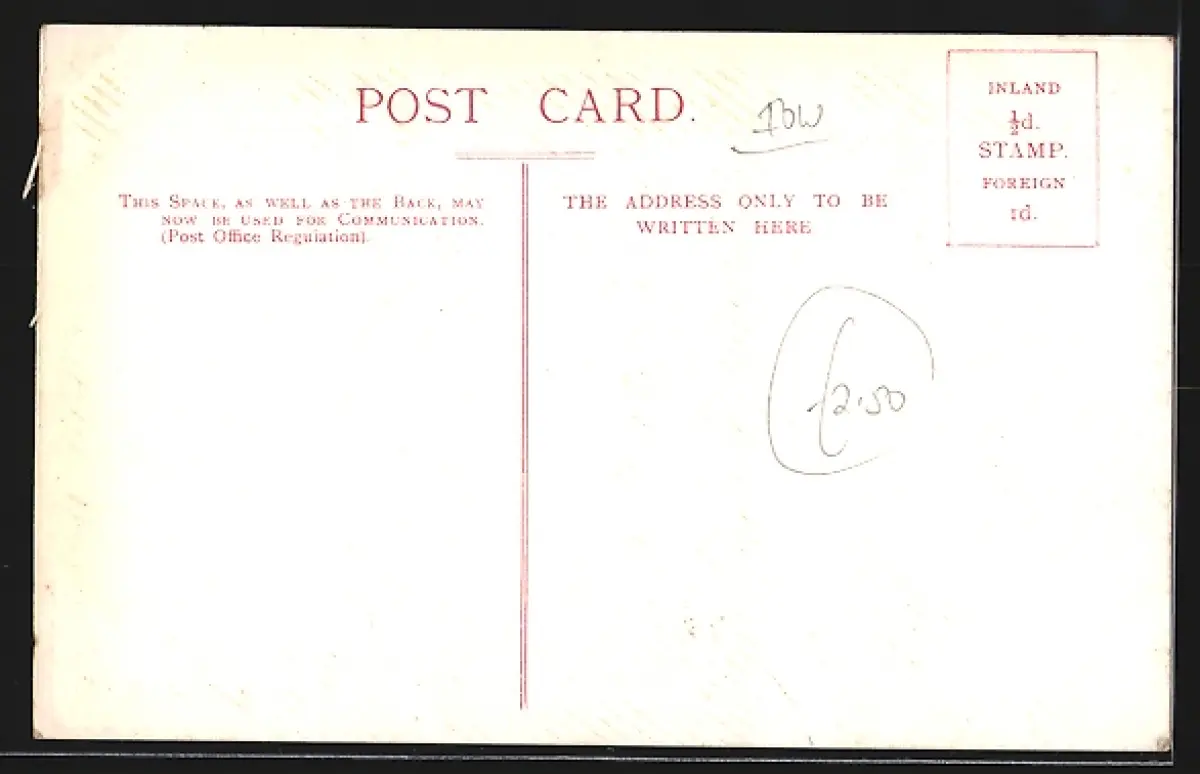 POST CARD.
IOW
INLAND
½d.
STAMP.
FOREIGN
1d.
THIS SPACE, AS WELL AS THE BACK, MAY
NOW BE USED FOR COMMUNICATION.
(Post Office Regulation).
THE ADDRESS ONLY TO BE
WRITTEN HERE
£2.50